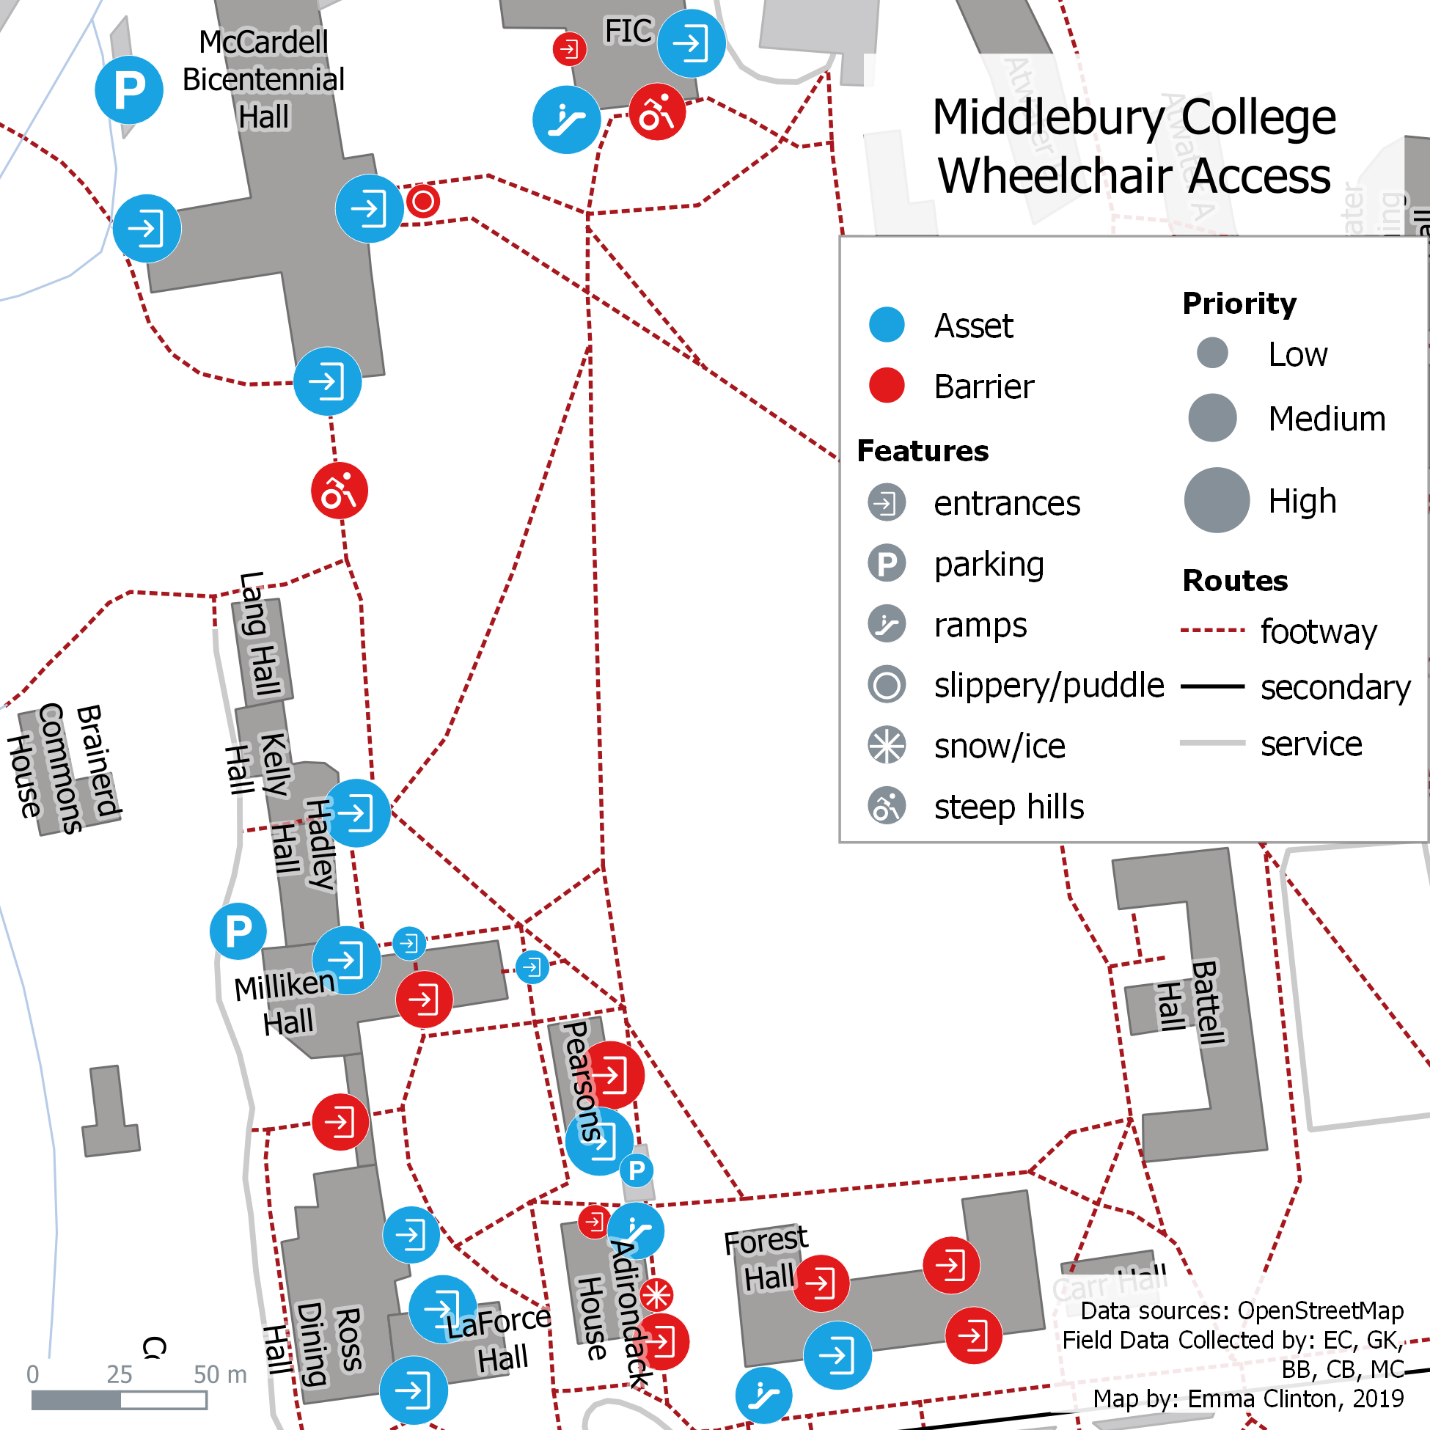 McCardell
Bicentennial
Hall
P
FIC
Middlebury College
Wheelchair Access
Asset
Barrier
Features
entrances
parking
ramps
slippery/puddle
snow/ice
steep hills
Priority
Low
Medium
High
Routes
footway
secondary
service
P
Lang Hall
Kelly
Hall
Brainerd
Commons
House
Hadley
Hall
P
Milliken
Hall
Pearsons
P
Battell
Hall
Adirondack
House
Forest
Hall
Carr Hall
Ross
Dining
Hall
LaForce
Hall
0 25 50 m
Data sources: OpenStreetMap
Field Data Collected by: EC, GK,
BB, CB, MC
Map by: Emma Clinton, 2019